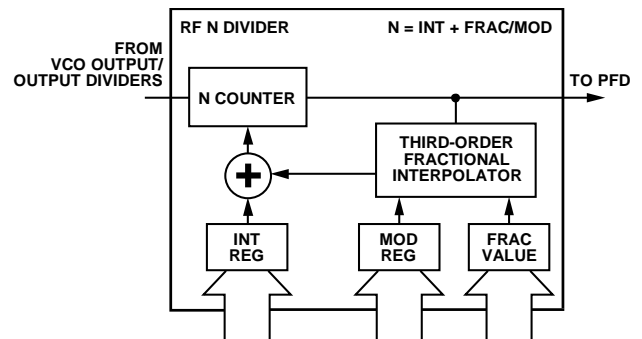 RF N DIVIDER
N = INT + FRAC/MOD
FROM
VCO OUTPUT/
OUTPUT DIVIDERS
N COUNTER
TO PFD
THIRD-ORDER
FRACTIONAL
INTERPOLATOR
+
INT
REG
MOD
REG
FRAC
VALUE